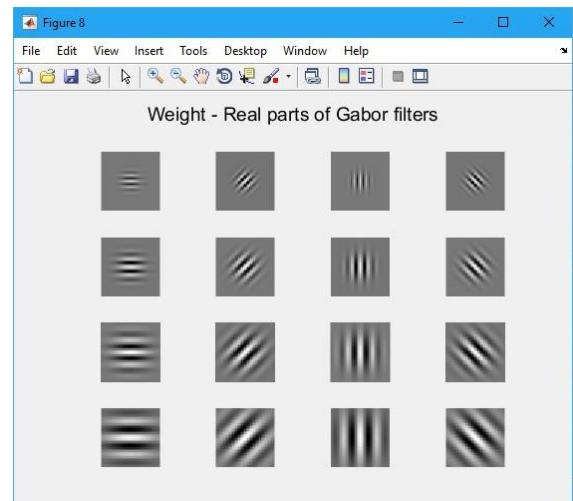 Figure 8
File Edit View Insert Tools Desktop Window Help
Weight - Real parts of Gabor filters